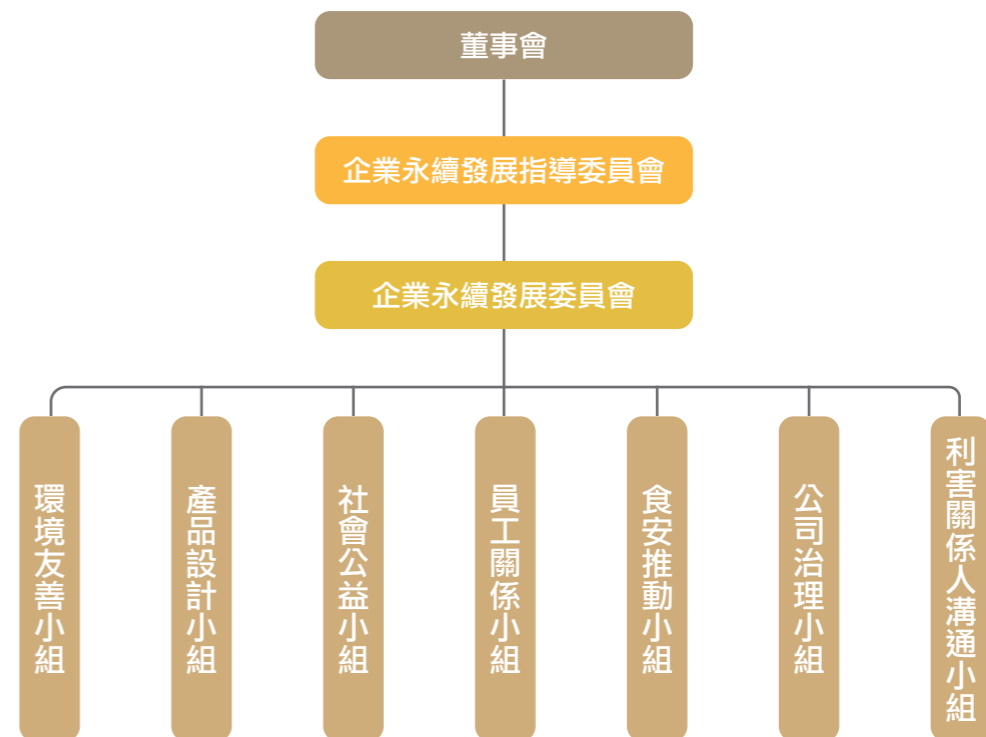 董事會
企業永續發展指導委員會
企業永續發展委員會
環境友善小組
產品設計小組
社會公益小組
員工關係小組
食安推動小組
公司治理小組
利害關係人溝通小組